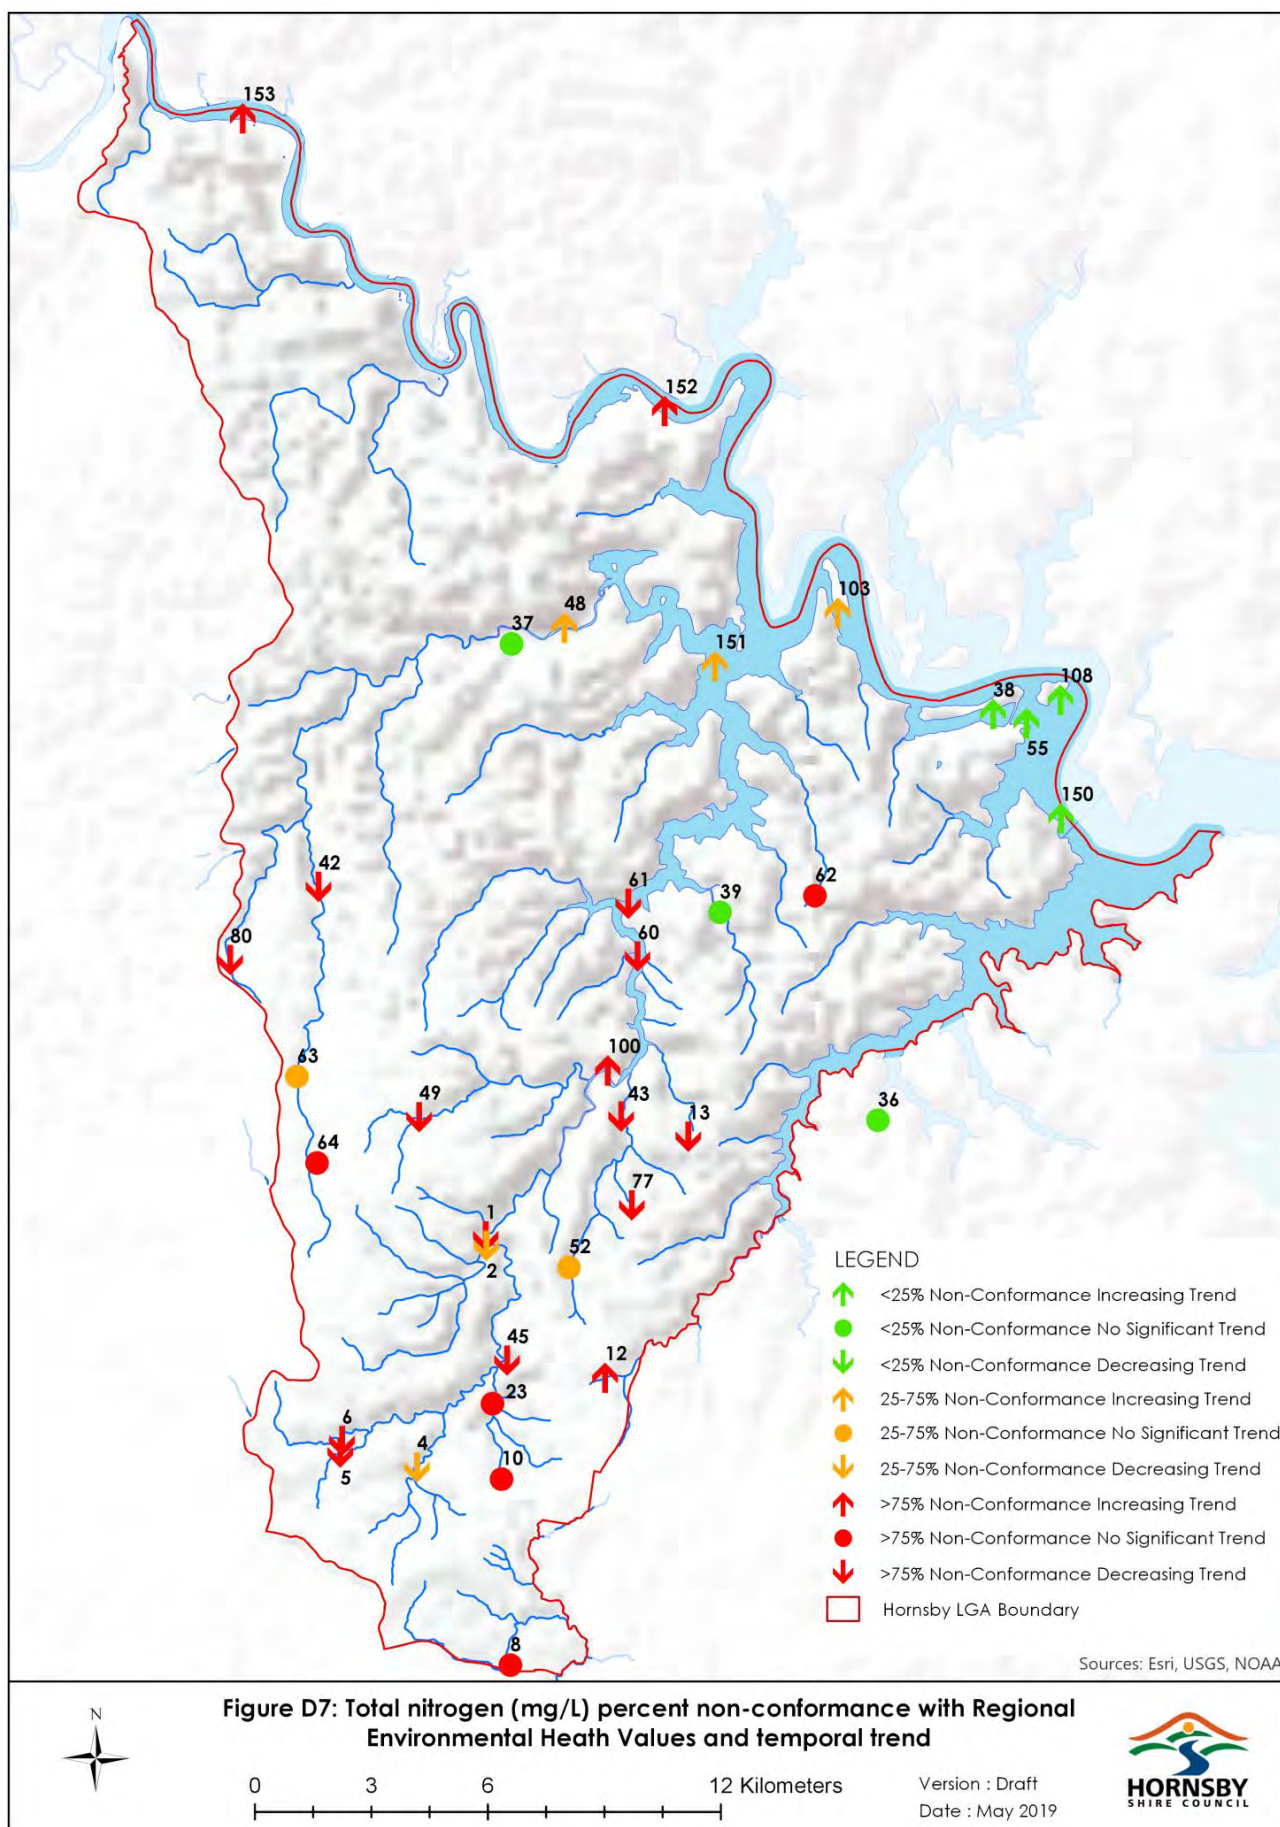 153
152
103
48
37
151
108
38
55
150
42
61
39
62
80
60
63
100
49
43
13
36
64
77
1
2
52
45
12
23
6
5
4
10
8
LEGEND
<25% Non-Conformance Increasing Trend
<25% Non-Conformance No Significant Trend
<25% Non-Conformance Decreasing Trend
25-75% Non-Conformance Increasing Trend
25-75% Non-Conformance No Significant Trend
25-75% Non-Conformance Decreasing Trend
>75% Non-Conformance Increasing Trend
>75% Non-Conformance No Significant Trend
>75% Non-Conformance Decreasing Trend
Hornsby LGA Boundary
Sources: Esri, USGS, NOAA
Figure D7: Total nitrogen (mg/L) percent non-conformance with Regional
Environmental Heath Values and temporal trend
N
0 3 6 12 Kilometers
Version : Draft
Date : May 2019
HORNSBY
SHIRE COUNCIL